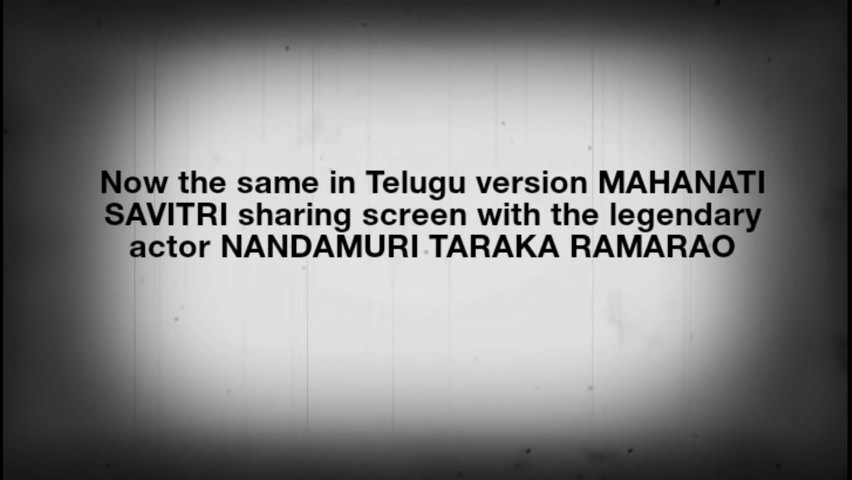 Now the same in Telugu version MAHANATI
SAVITRI sharing screen with the legendary
actor NANDAMURI TARAKA RAMARAO